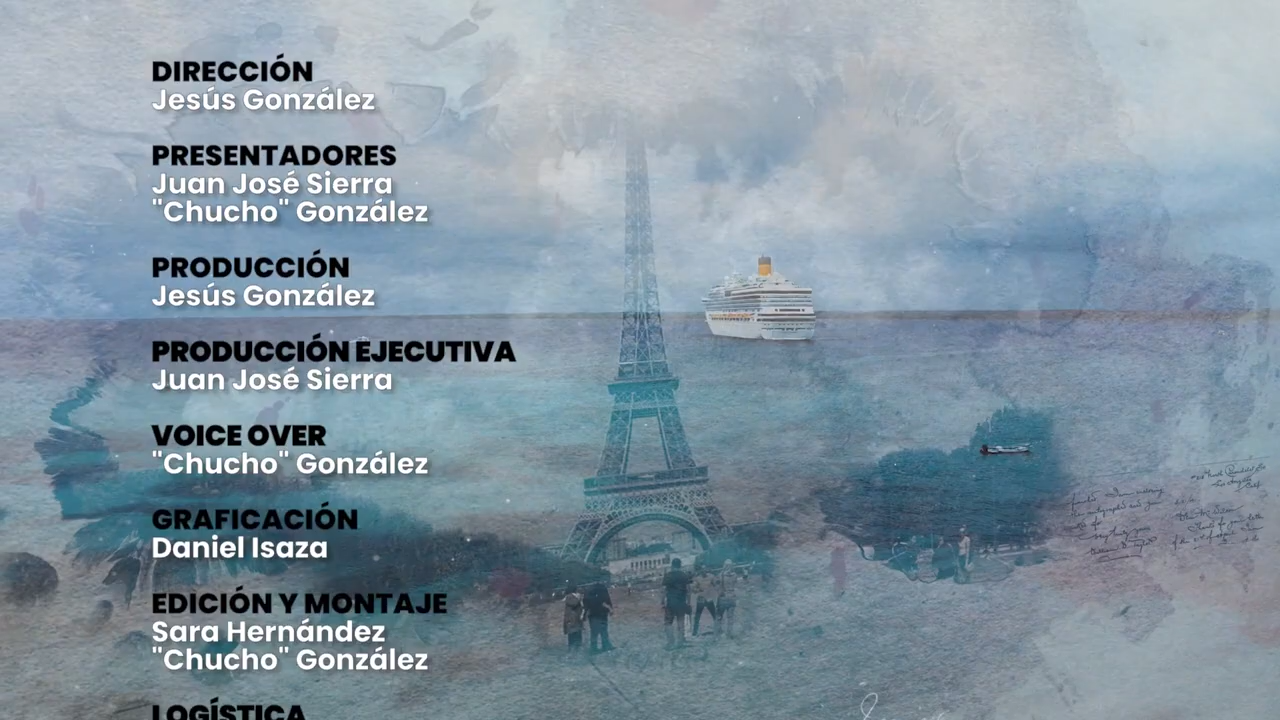 DIRECCIÓN
Jesús González
PRESENTADORES
Juan José Sierra
"Chucho" González
PRODUCCIÓN
Jesús González
PRODUCCIÓN EJECUTIVA
Juan José Sierra
VOICE OVER
"Chucho" González
GRAFICACIÓN
Daniel Isaza
EDICIÓN Y MONTAJE
Sara Hernández
"Chucho" González
LOGÍSTICA